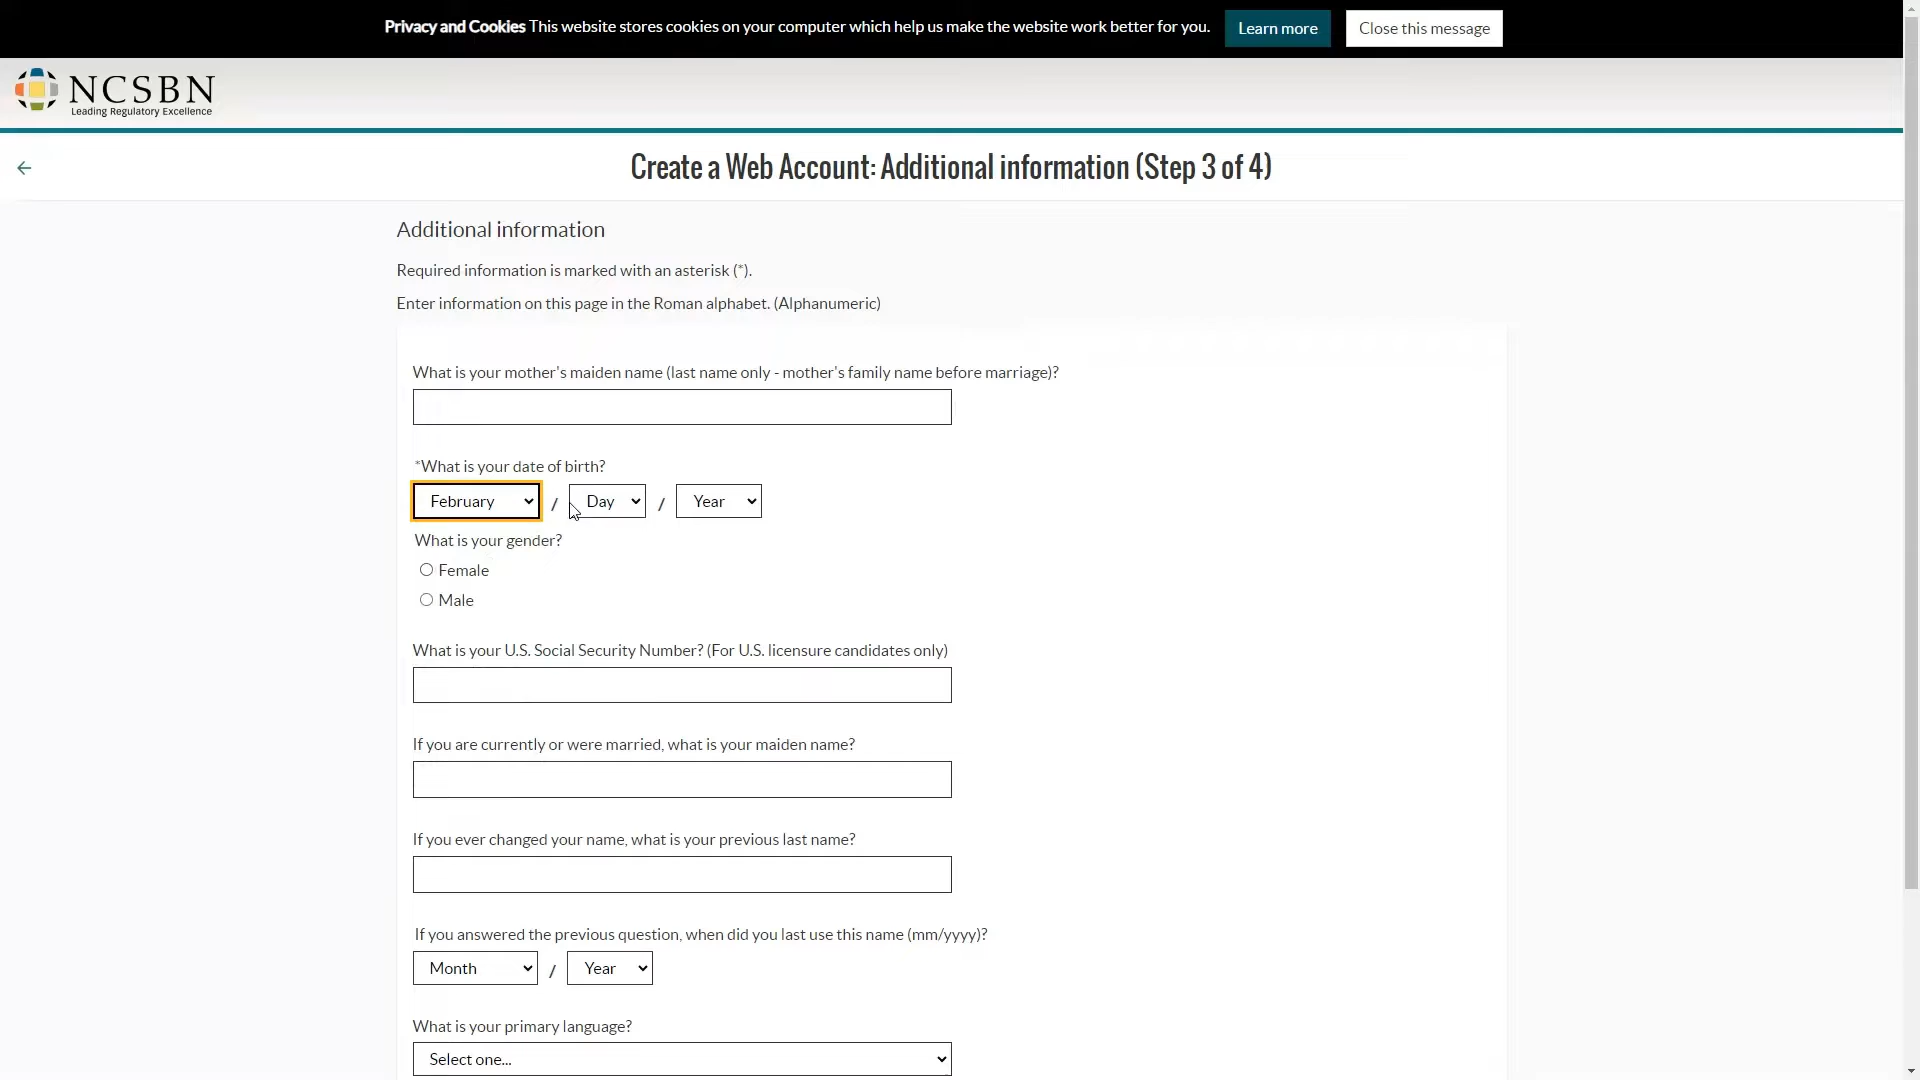 Privacy and Cookies This website stores cookies on your computer which help us make the website work better for you. Learn more Close this message
NCSBN
Leading Regulatory Excellence
Create a Web Account: Additional information (Step 3 of 4)
Additional information
Required information is marked with an asterisk (*).
Enter information on this page in the Roman alphabet. (Alphanumeric)
What is your mother's maiden name (last name only - mother's family name before marriage)?
*What is your date of birth?
February / Day / Year
What is your gender?
Female
Male
What is your U.S. Social Security Number? (For U.S. licensure candidates only)
If you are currently or were married, what is your maiden name?
If you ever changed your name, what is your previous last name?
If you answered the previous question, when did you last use this name (mm/yyyy)?
Month / Year
What is your primary language?
Select one...